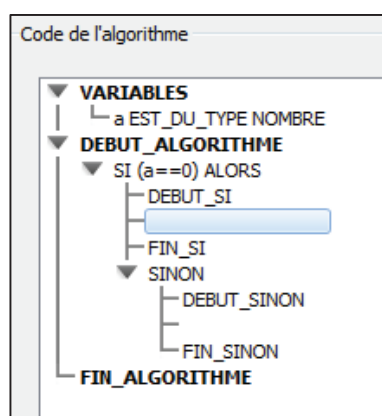 Code de l'algorithme
VARIABLES
a EST_DU_TYPE NOMBRE
DEBUT_ALGORITHME
SI (a==0) ALORS
DEBUT_SI
FIN_SI
SINON
DEBUT_SINON
FIN_SINON
FIN_ALGORITHME